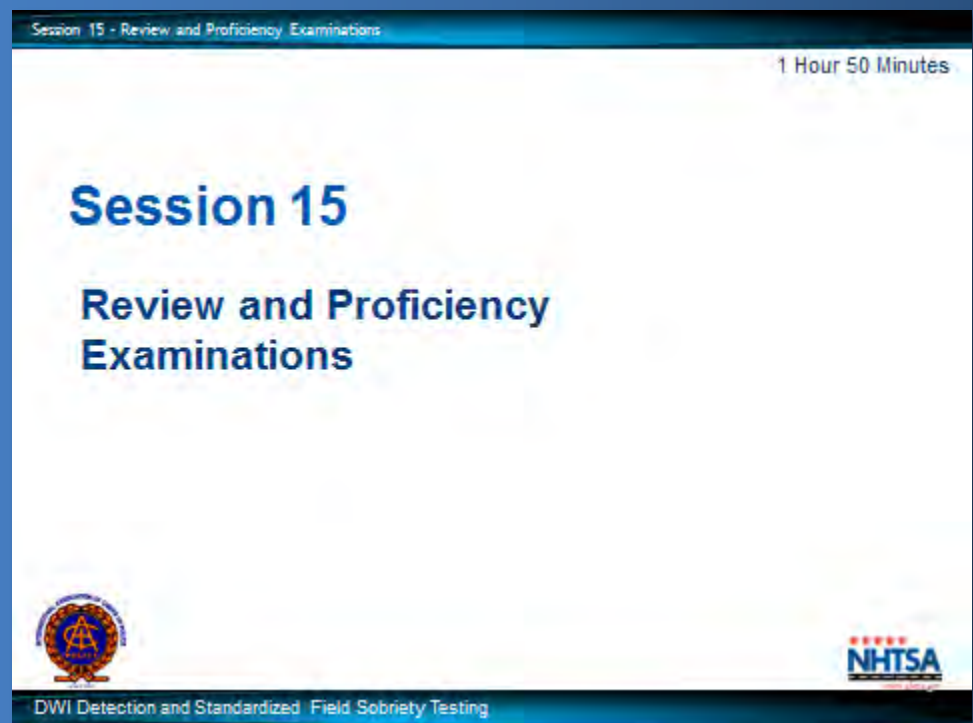 Session 15 - Review and Proficiency Examinations
1 Hour 50 Minutes
Session 15
Review and Proficiency
Examinations
NHTSA
DWI Detection and Standardized Field Sobriety Testing